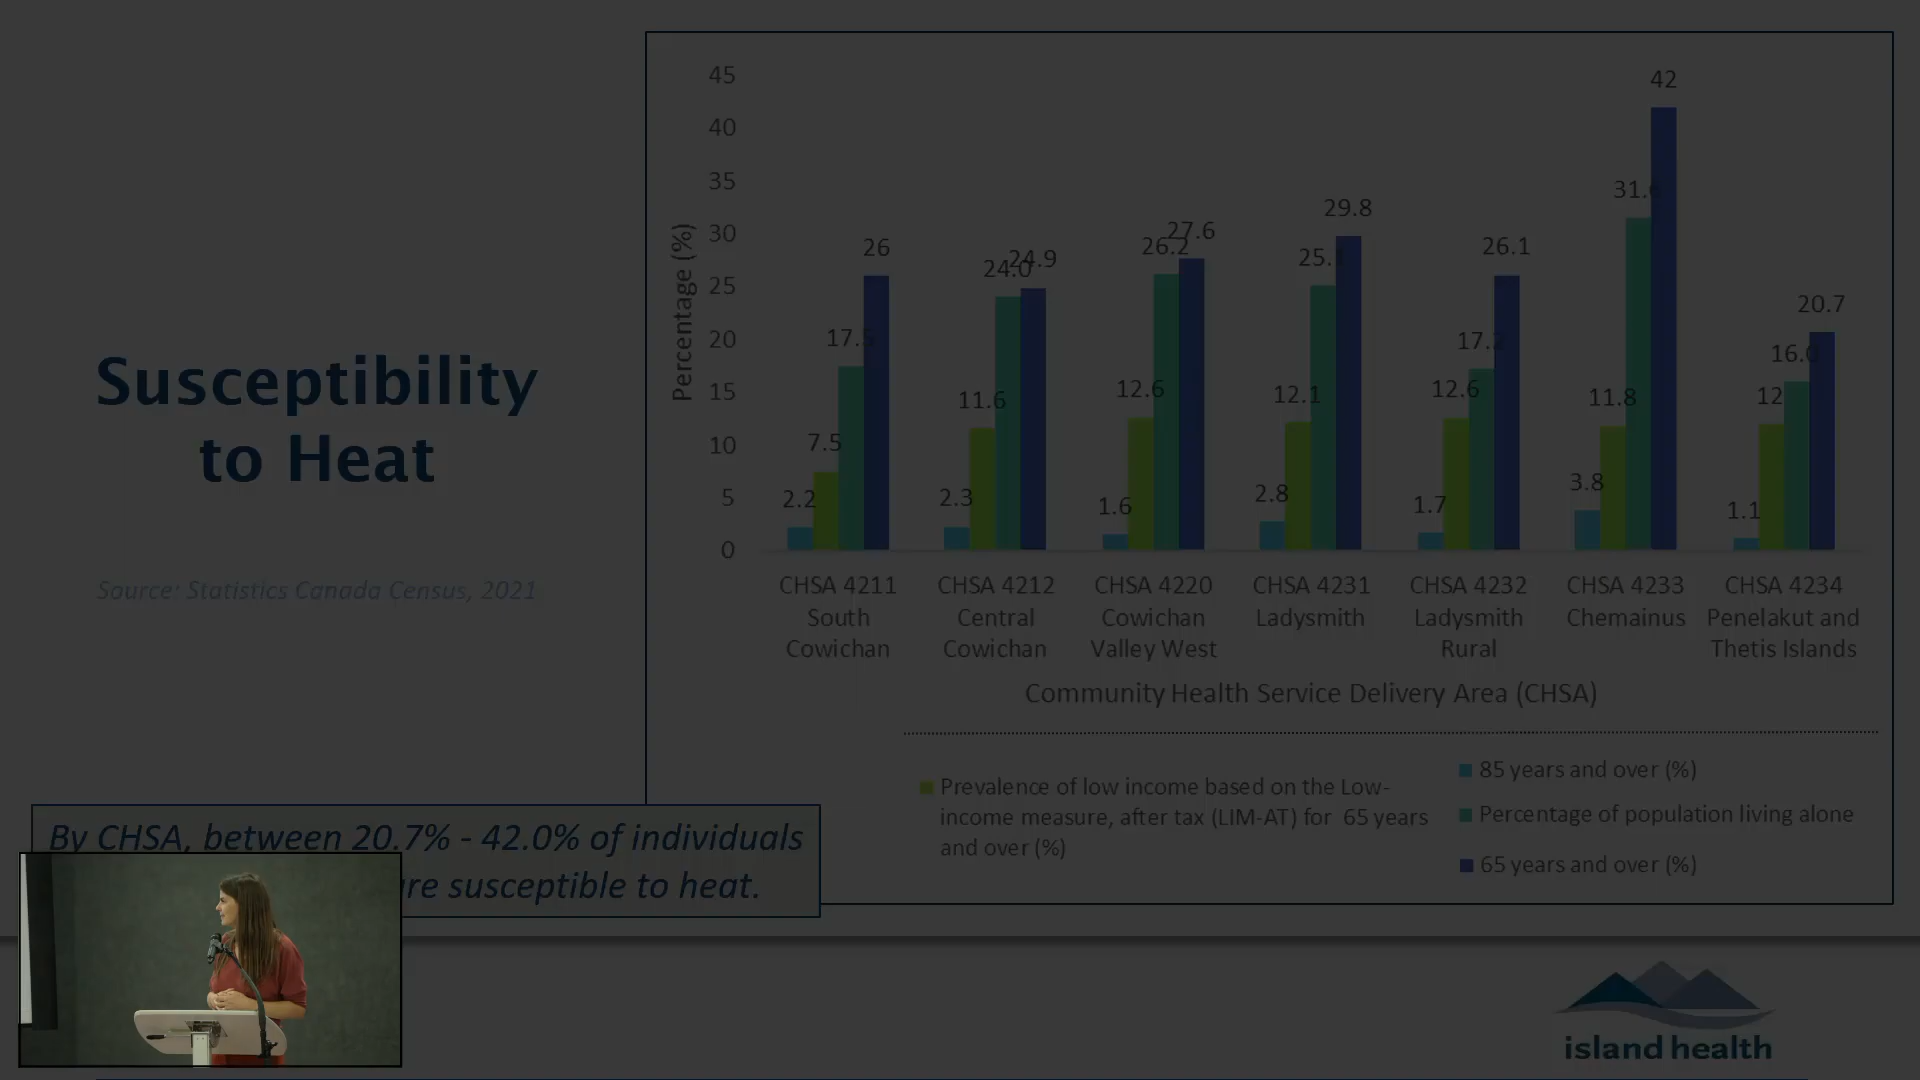 Susceptibility
to Heat
Source: Statistics Canada Census, 2021
Percentage (%)
45
40
35
30
25
20
15
10
5
0
2.2
7.5
17.5
26
2.3
11.6
24.0
24.9
1.6
12.6
26.2
27.6
2.8
12.1
25.
29.8
1.7
12.6
17.2
26.1
3.8
11.8
31.6
42
1.1
12
16.0
20.7
CHSA 4211
South
Cowichan
CHSA 4212
Central
Cowichan
CHSA 4220
Cowichan
Valley West
CHSA 4231
Ladysmith
CHSA 4232
Ladysmith
Rural
CHSA 4233
Chemainus
CHSA 4234
Penelakut and
Thetis Islands
Community Health Service Delivery Area (CHSA)
Prevalence of low income based on the Low-
income measure, after tax (LIM-AT) for 65 years
and over (%)
85 years and over (%)
Percentage of population living alone
65 years and over (%)
By CHSA, between 20.7% - 42.0% of individuals
susceptible to heat.
island health